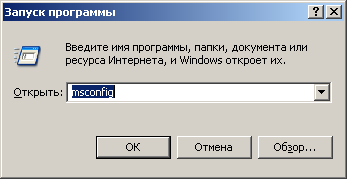 Запуск программы
Введите имя программы, папки, документа или
ресурса Интернета, и Windows откроет их.
Открыть: msconfig
OK Отмена Обзор...